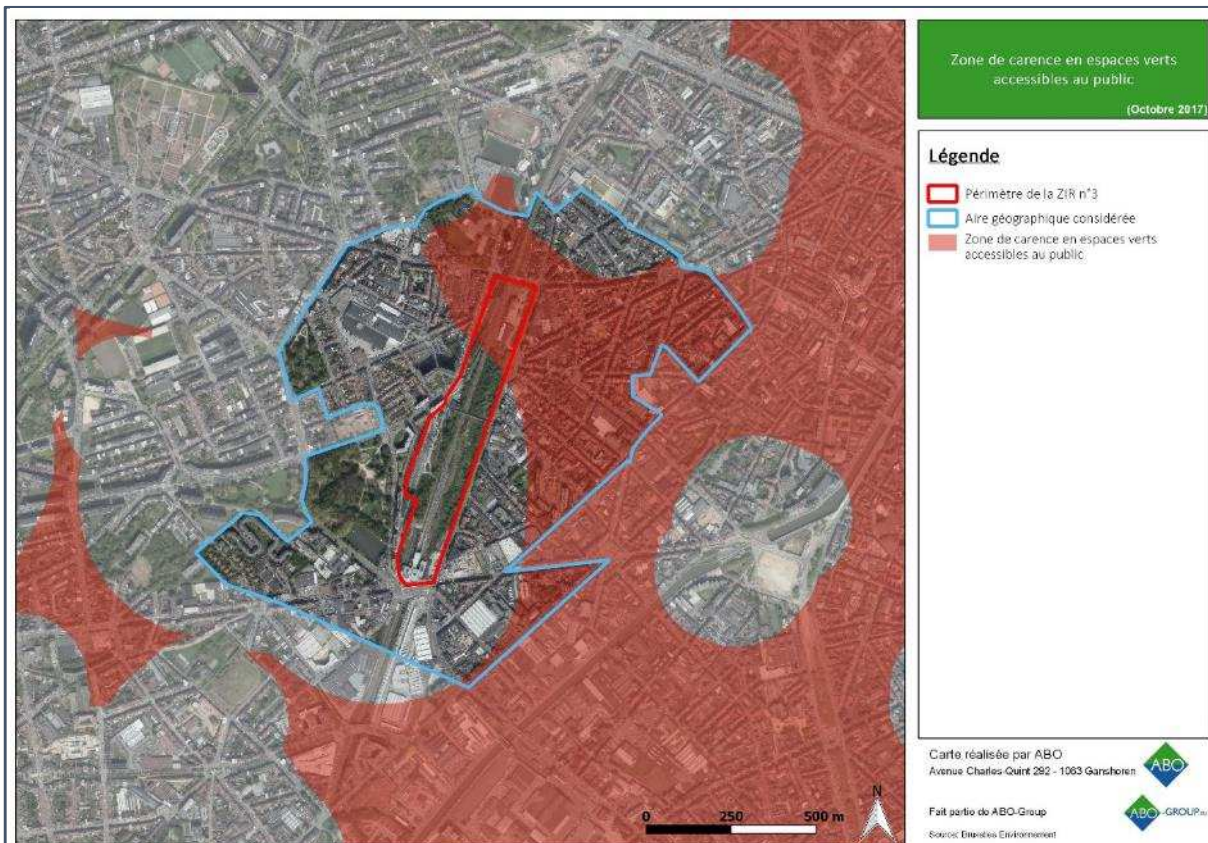 Zone de carence en espaces verts
accessibles au public
(Octobre 2017)
Légende
Périmètre de la ZIR n°3
Aire géographique considérée
Zone de carence en espaces verts
accessibles au public
N
0 250 500 m
Carte réalisée par ABO
Avenue Charles-Quint 292 - 1083 Ganshoren
ABO
Fait partie de ABO-Group
ABO-GROUP
Source: Bruxelles Environnement